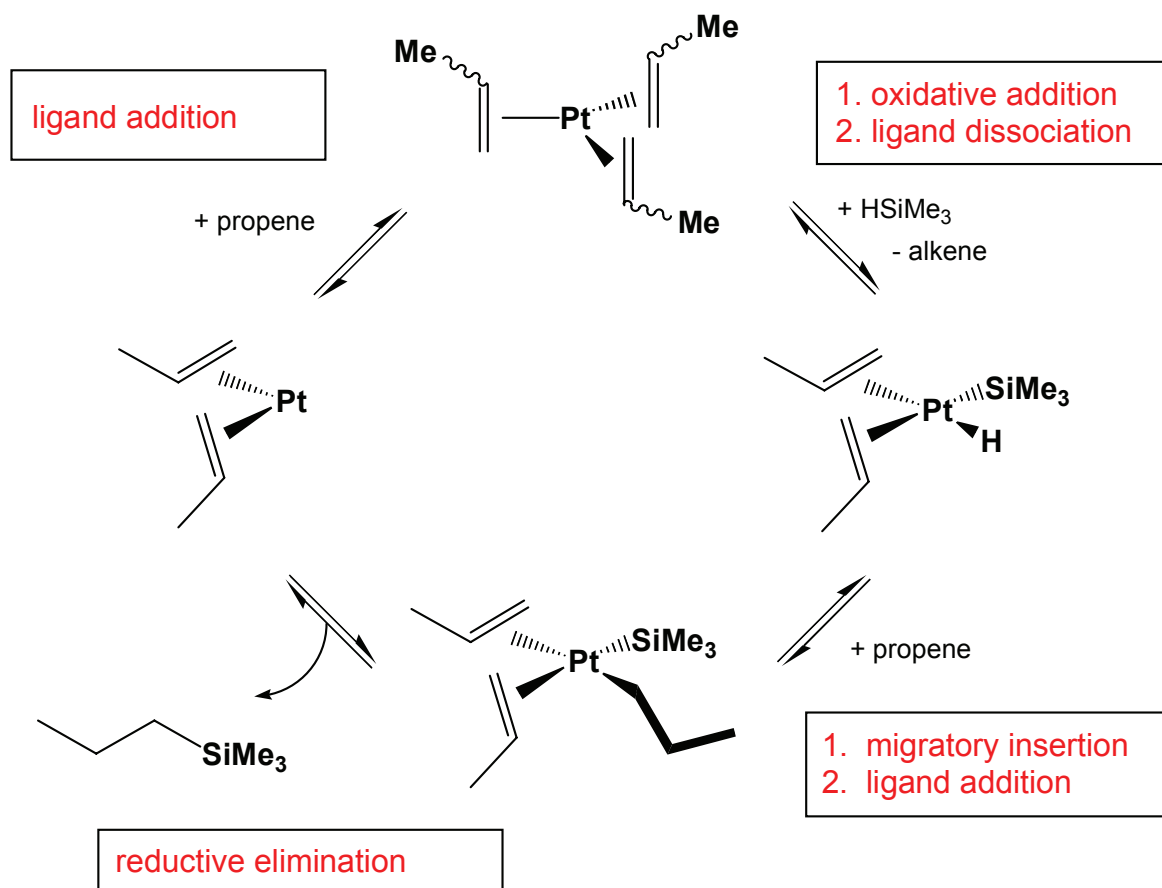 Me
Me
ligand addition
Pt
1. oxidative addition
2. ligand dissociation
Me
+ propene
+ HSiMe3
- alkene
Pt
SiMe3
Pt
H
SiMe3
Pt
+ propene
SiMe3
1. migratory insertion
2. ligand addition
reductive elimination